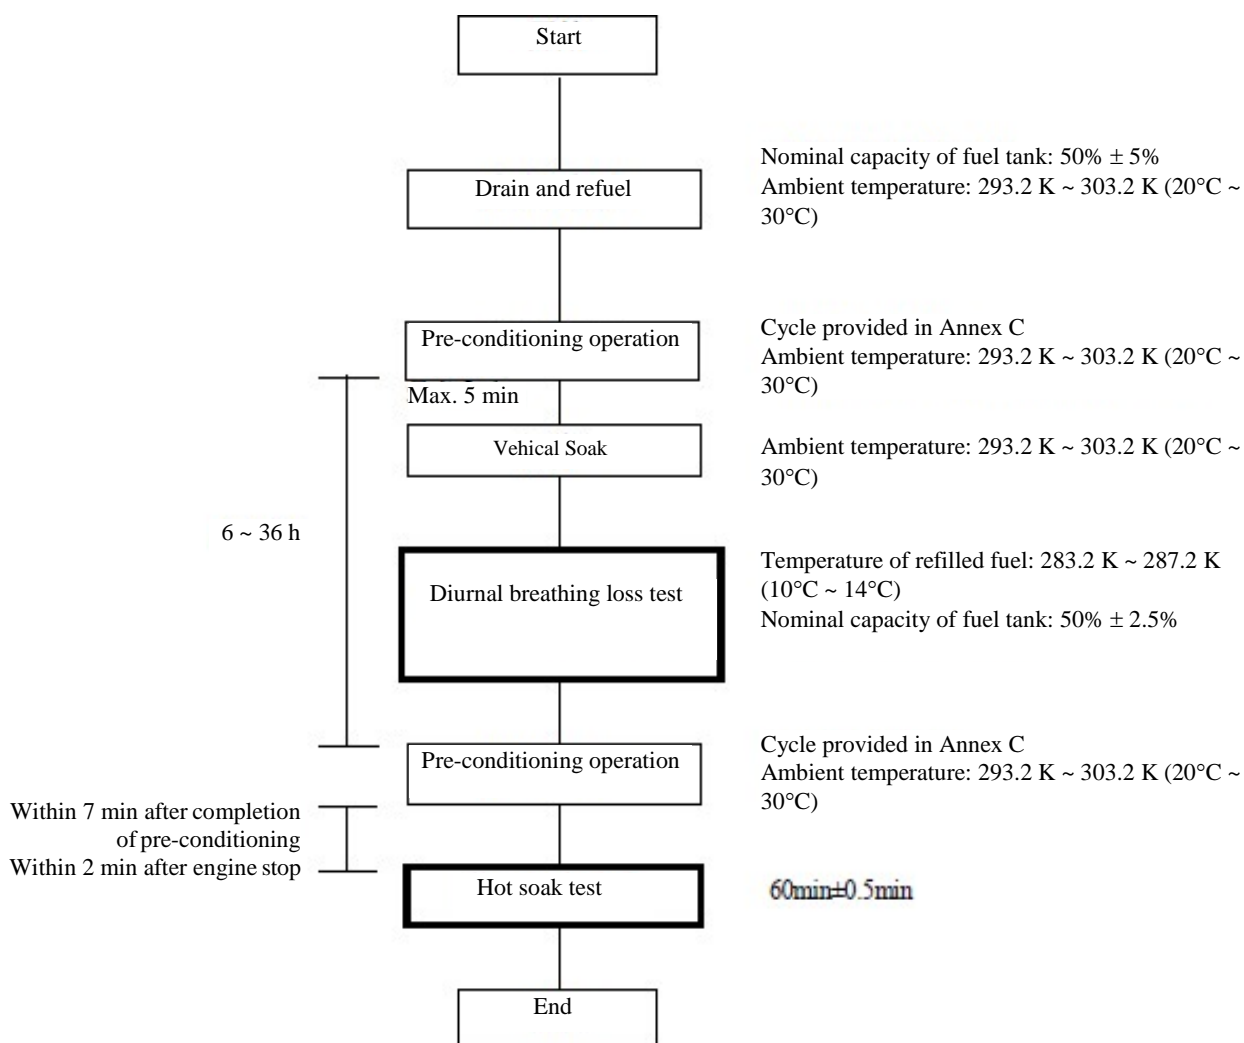 Start
Nominal capacity of fuel tank: 50% ± 5%
Drain and refuel
Ambient temperature: 293.2 K ~ 303.2 K (20°C ~
30°C)
Pre-conditioning operation
Cycle provided in Annex C
Ambient temperature: 293.2 K ~ 303.2 K (20°C ~
30°C)
Max. 5 min
Vehical Soak
Ambient temperature: 293.2 K ~ 303.2 K (20°C ~
30°C)
6 ~ 36 h
Diurnal breathing loss test
Temperature of refilled fuel: 283.2 K ~ 287.2 K
(10°C ~ 14°C)
Nominal capacity of fuel tank: 50% ± 2.5%
Pre-conditioning operation
Cycle provided in Annex C
Ambient temperature: 293.2 K ~ 303.2 K (20°C ~
30°C)
Within 7 min after completion
of pre-conditioning
Within 2 min after engine stop
Hot soak test
60min±0.5min
End